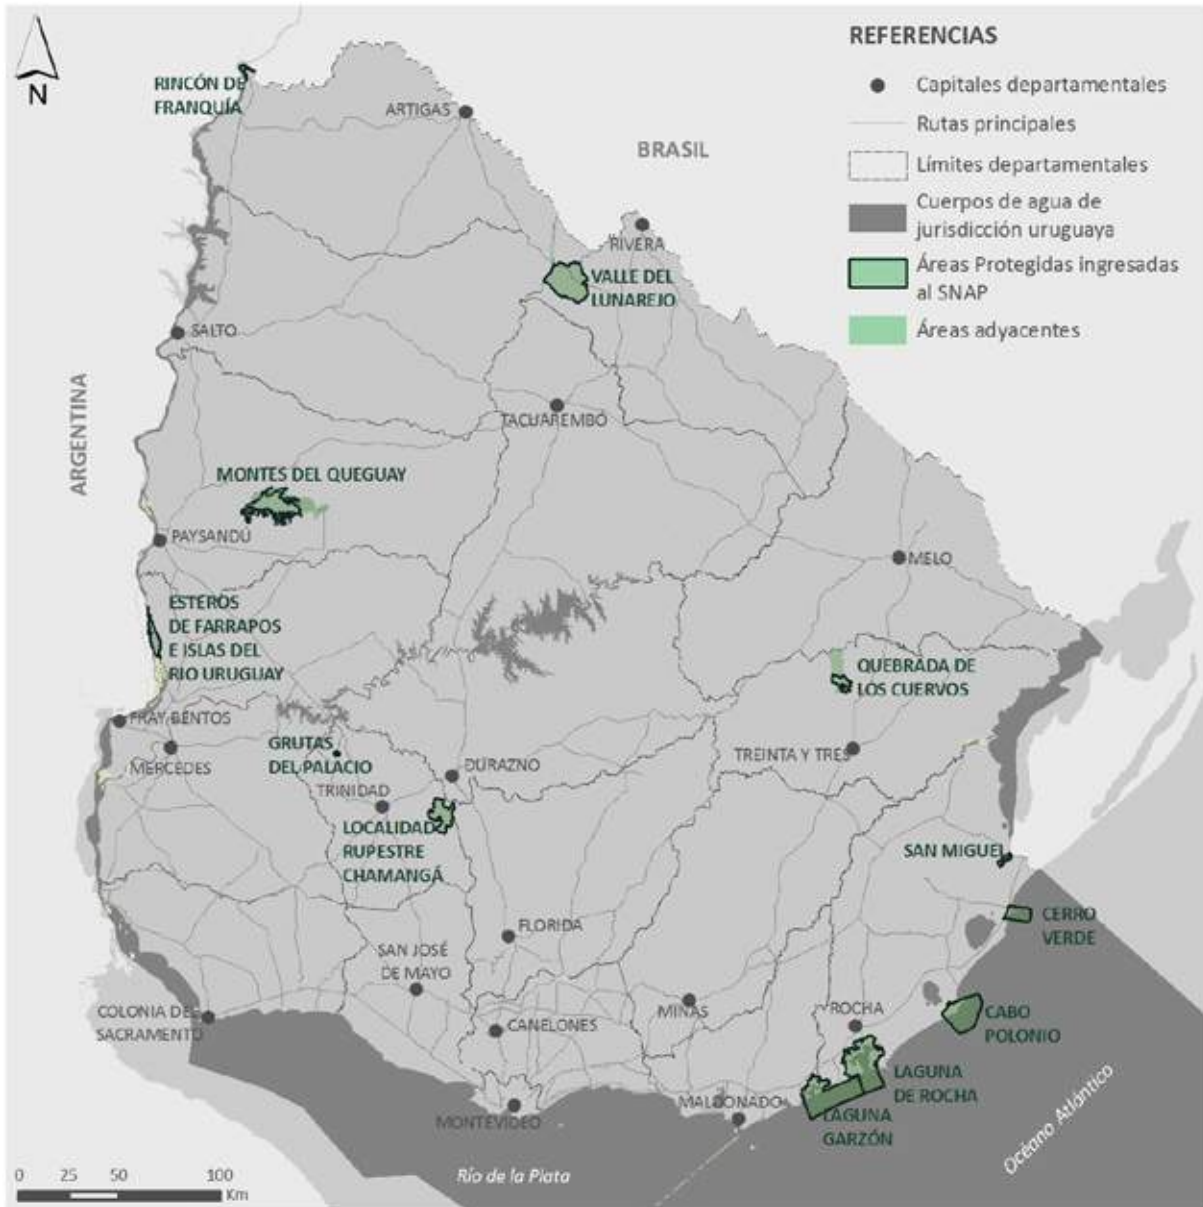 N
REFERENCIAS
Capitales departamentales
Rutas principales
Límites departamentales
Cuerpos de agua de
jurisdicción uruguaya
Áreas Protegidas ingresadas
al SNAP
Áreas adyacentes
RINCÓN DE
FRANQUÍA
ARTIGAS
BRASIL
RIVERA
VALLE DEL
LUNAREJO
SALTO
ARGENTINA
TACUAREMBÓ
MONTES DEL QUEGUAY
PAYSANDÚ
MELO
ESTEROS
DE FARRAPOS
E ISLAS DEL
RIO URUGUAY
QUEBRADA DE
LOS CUERVOS
FRAY BENTOS
MERCEDES
GRUTAS
DEL PALACIO
DURAZNO
TREINTA Y TRES
TRINIDAD
LOCALIDAD
RUPESTRE
CHAMANGÁ
SAN MIGUEL
CERRO
VERDE
FLORIDA
SAN JOSÉ
DE MAYO
COLONIA DEL
SACRAMENTO
CANELONES
MINAS
ROCHA
CABO
POLONIO
LAGUNA
DE ROCHA
MALDONADO
LAGUNA
GARZÓN
MONTEVIDEO
Océano Atlántico
Río de la Plata
0 25 50 100
Km